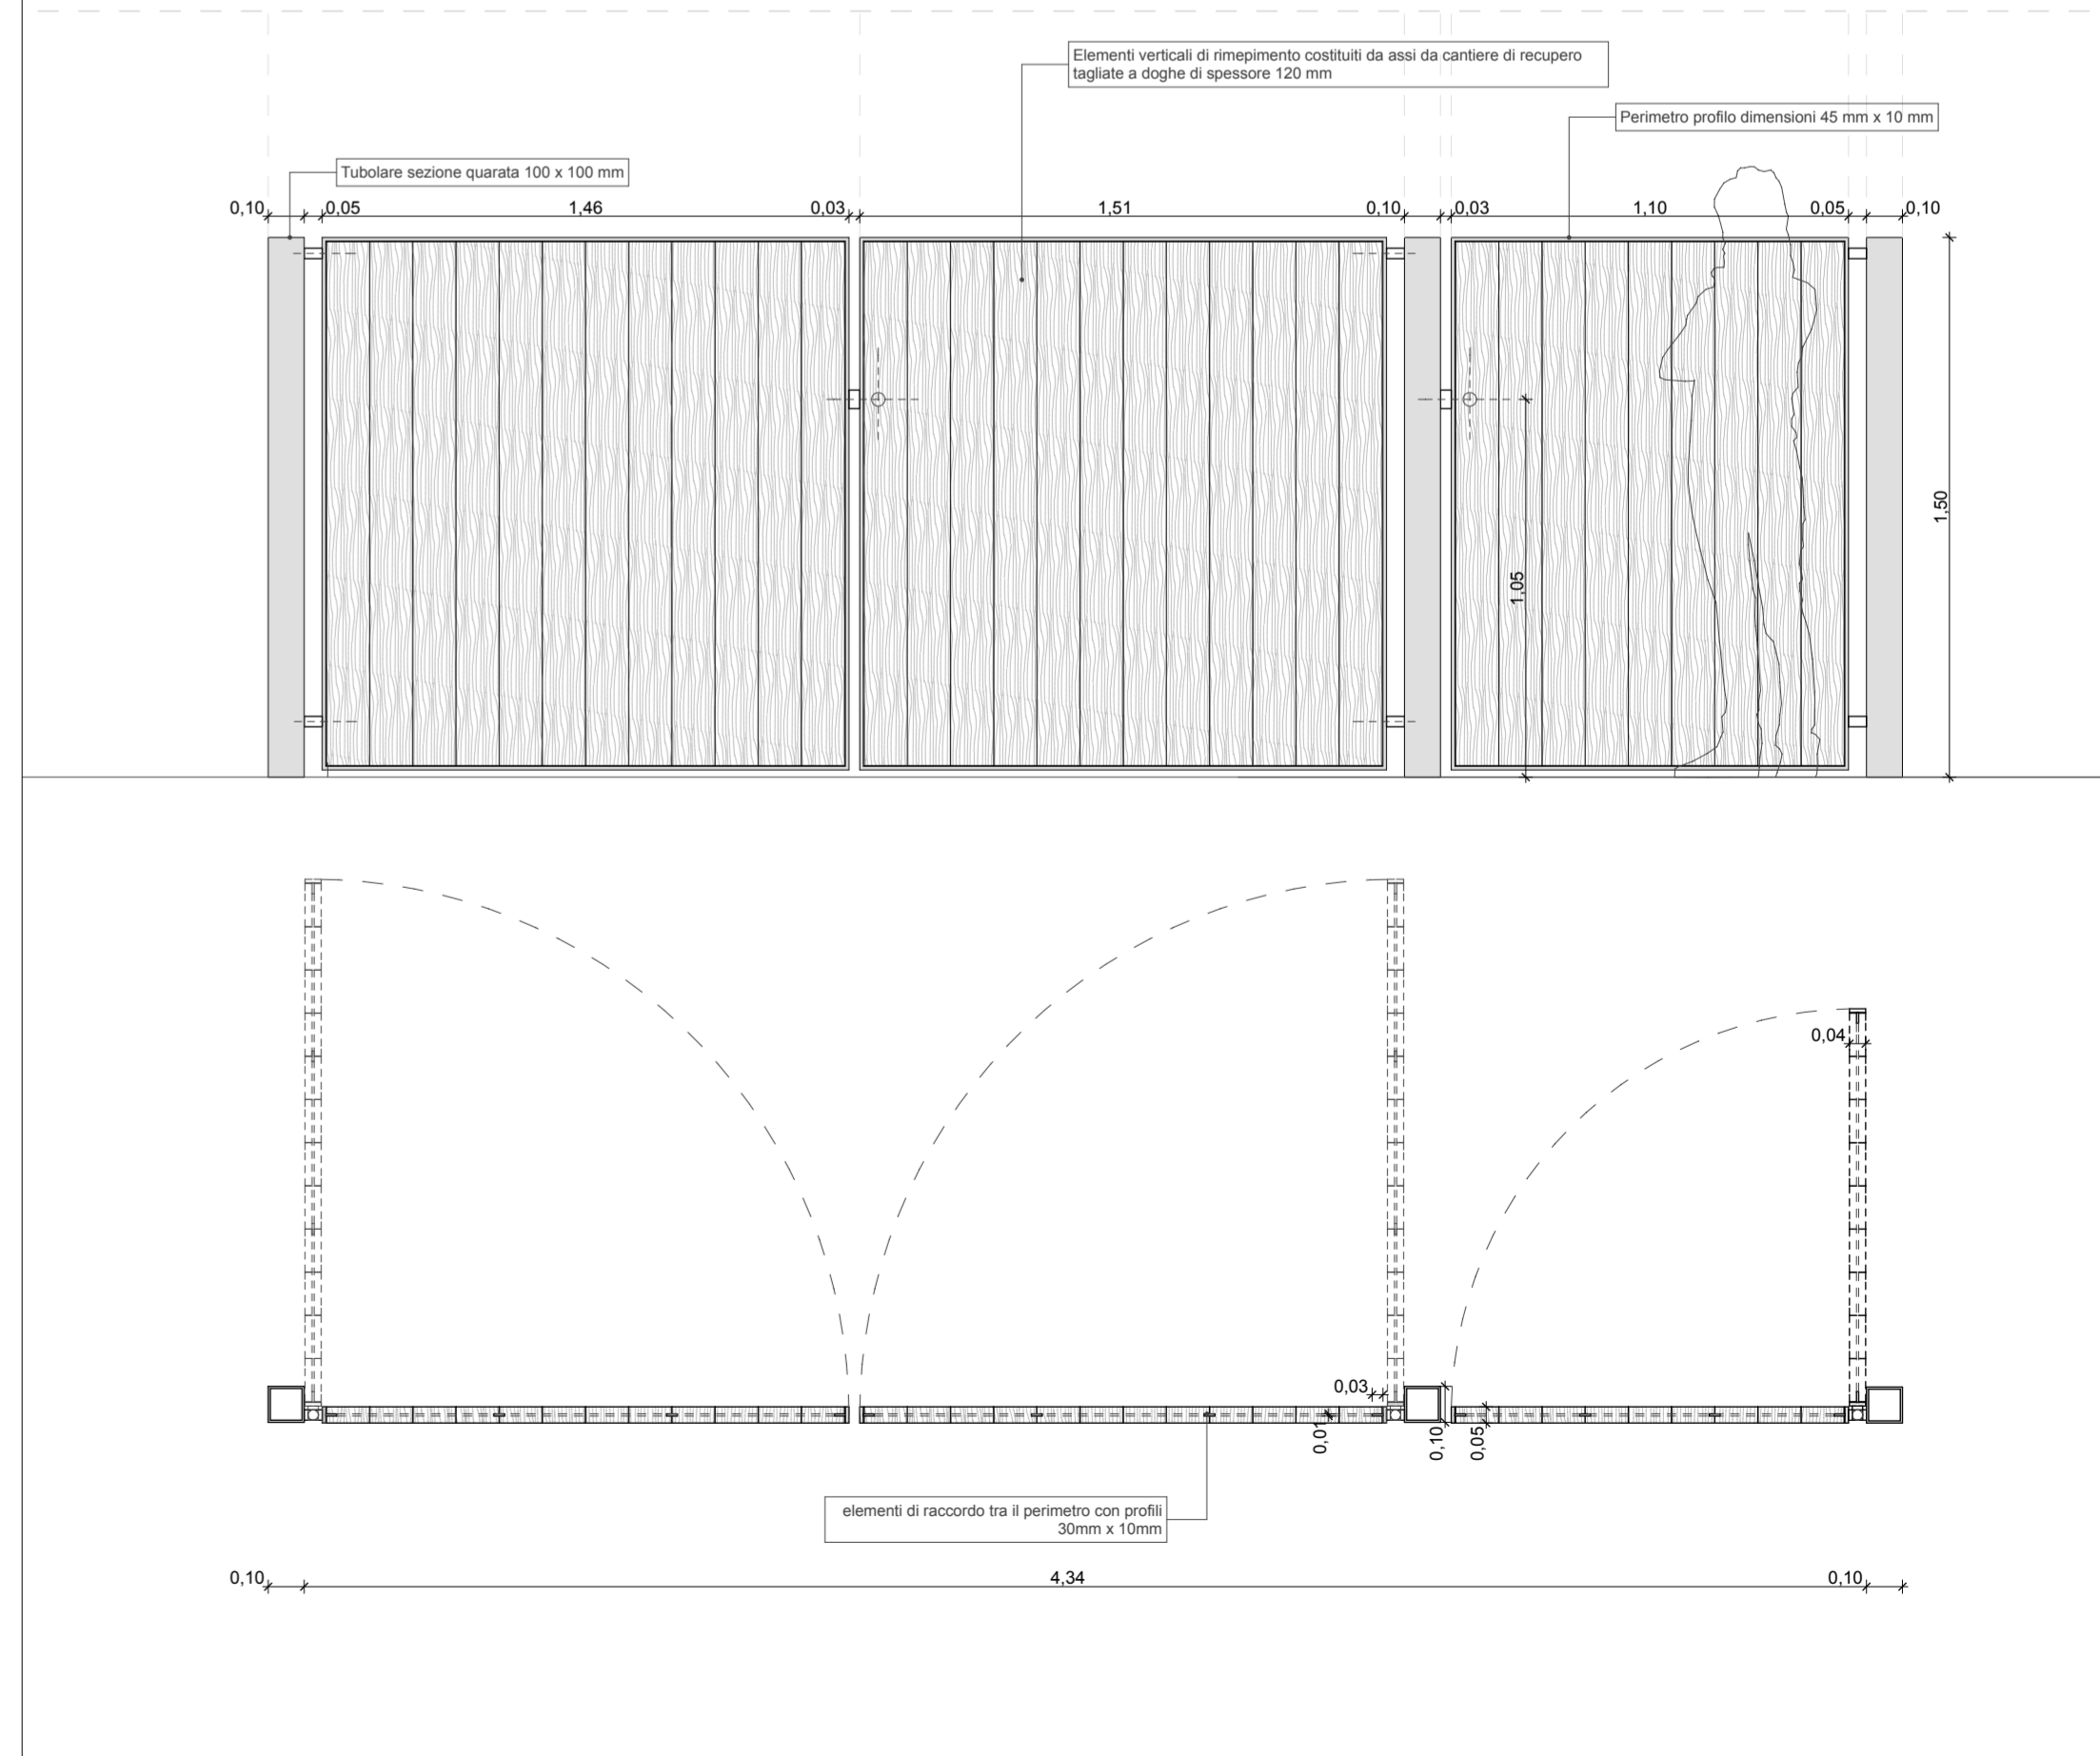 Elementi verticali di rimepimento costituiti da assi da cantiere di recupero
tagliate a doghe di spessore 120 mm
Perimetro profilo dimensioni 45 mm x 10 mm
Tubolare sezione quarata 100 x 100 mm
0,10 0,05 1,46 0,03 1,51 0,10 0,03 1,10 0,05 0,10
1,50
1,05
0,04
0,03
0,01
0,10
0,05
elementi di raccordo tra il perimetro con profili
30mm x 10mm
0,10 4,34 0,10